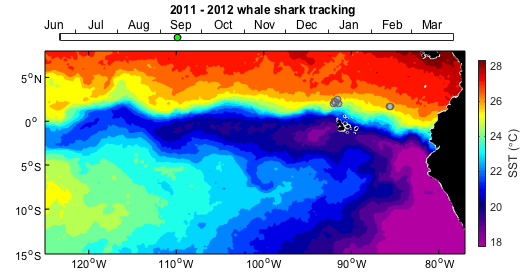 2011 - 2012 whale shark tracking
Jun Jul Aug Sep Oct Nov Dec Jan Feb Mar
5°N
0°
5°S
10°S
15°S
120°W 110°W 100°W 90°W 80°W
28
26
24
22
20
18
SST (°C)